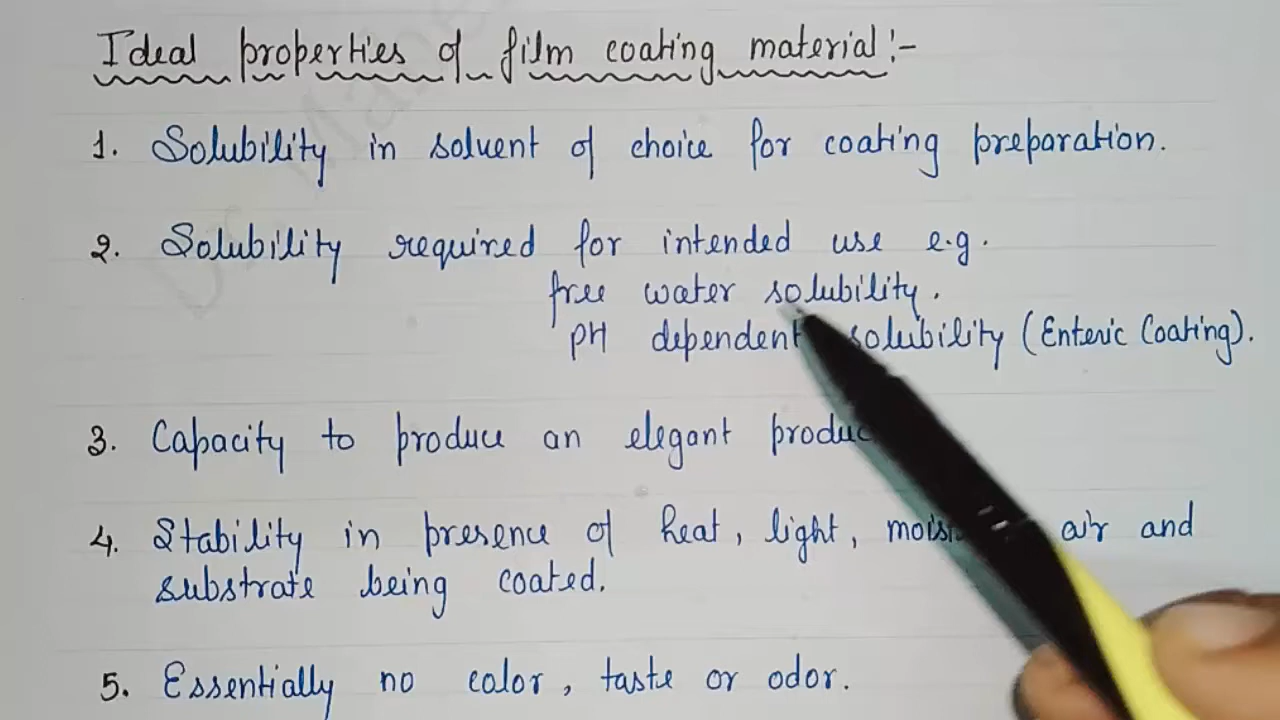 Ideal properties of film coating material :-
1. Solubility in solvent of choice for coating preparation.
2. Solubility required for intended use e.g.
free water solubility.
pH dependent solubility (Enteric Coating).
3. Capacity to produce an elegant
4. Stability in presence of heat, light, air and
substrate being coated.
5. Essentially no color, taste or odor.